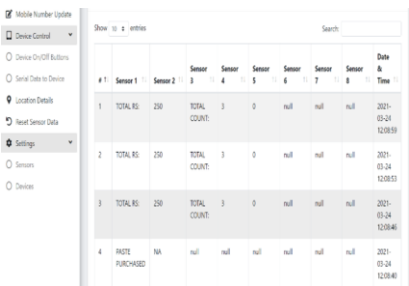 Mobile Number Update
Device Control
Device On/Off Buttons
Serial Data to Device
Location Details
Reset Sensor Data
Settings
Sensors
Devices
Show 10 entries
Search:
# Sensor 1 Sensor 2 Sensor 3 Sensor 4 Sensor 5 Sensor 6 Sensor 7 Sensor 8 Date & Time
1 TOTAL RS: 250 TOTAL COUNT: 3 0 null null null 2021-03-24 12:08:59
2 TOTAL RS: 250 TOTAL COUNT: 3 0 null null null 2021-03-24 12:08:53
3 TOTAL RS: 250 TOTAL COUNT: 3 0 null null null 2021-03-24 12:08:46
4 PASTE PURCHASED NA null null null null null null 2021-03-24 12:08:40